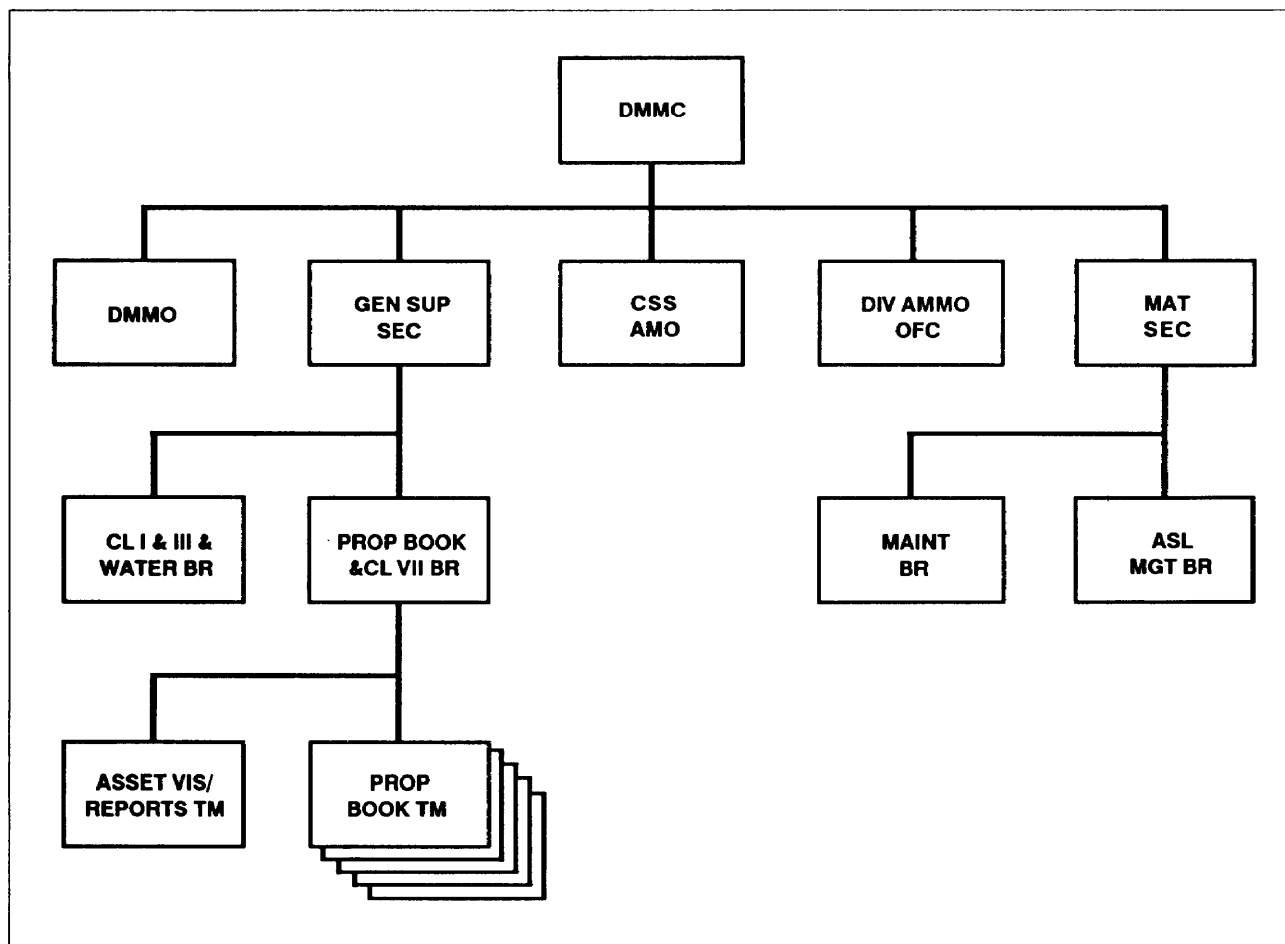 DMMC
DMMO
GEN SUP
SEC
CSS
AMO
DIV AMMO
OFC
MAT
SEC
CL I & III &
WATER BR
PROP BOOK
&CL VII BR
MAINT
BR
ASL
MGT BR
ASSET VIS/
REPORTS TM
PROP
BOOK TM